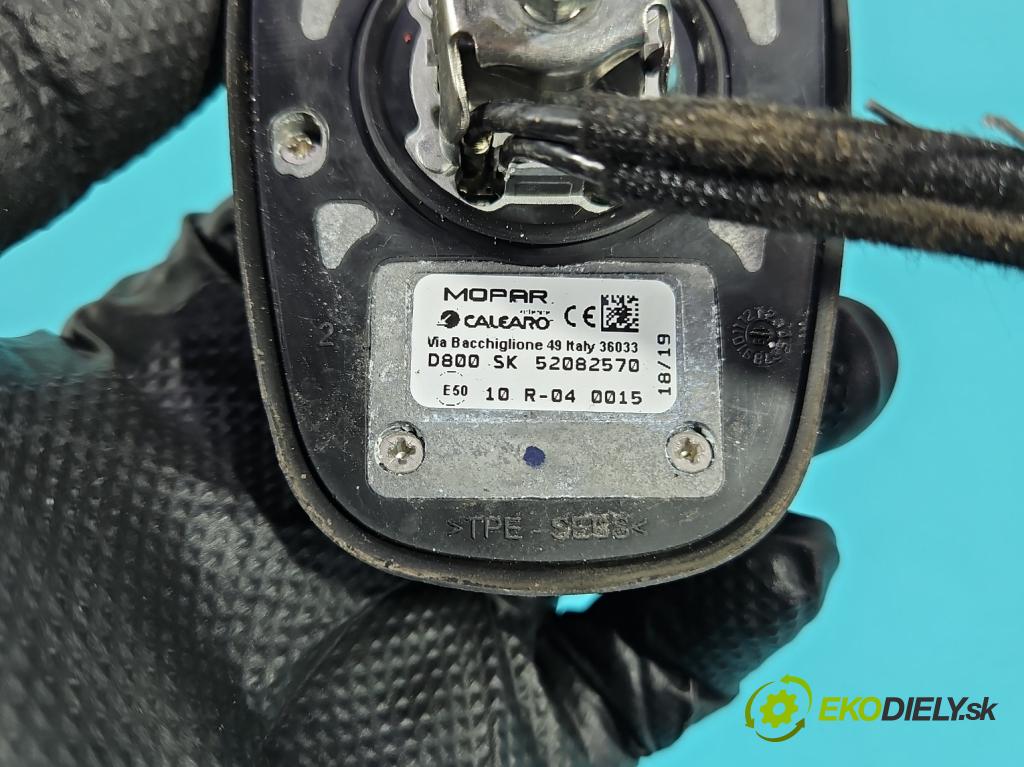 MOPAR
CALEARO
CE
Via Bacchiglione 49 Italy 36033
D800 SK 52082570
18/19
E50
10 R-04 0015
2
>TPE - SEBS<
EKODIELY.sk